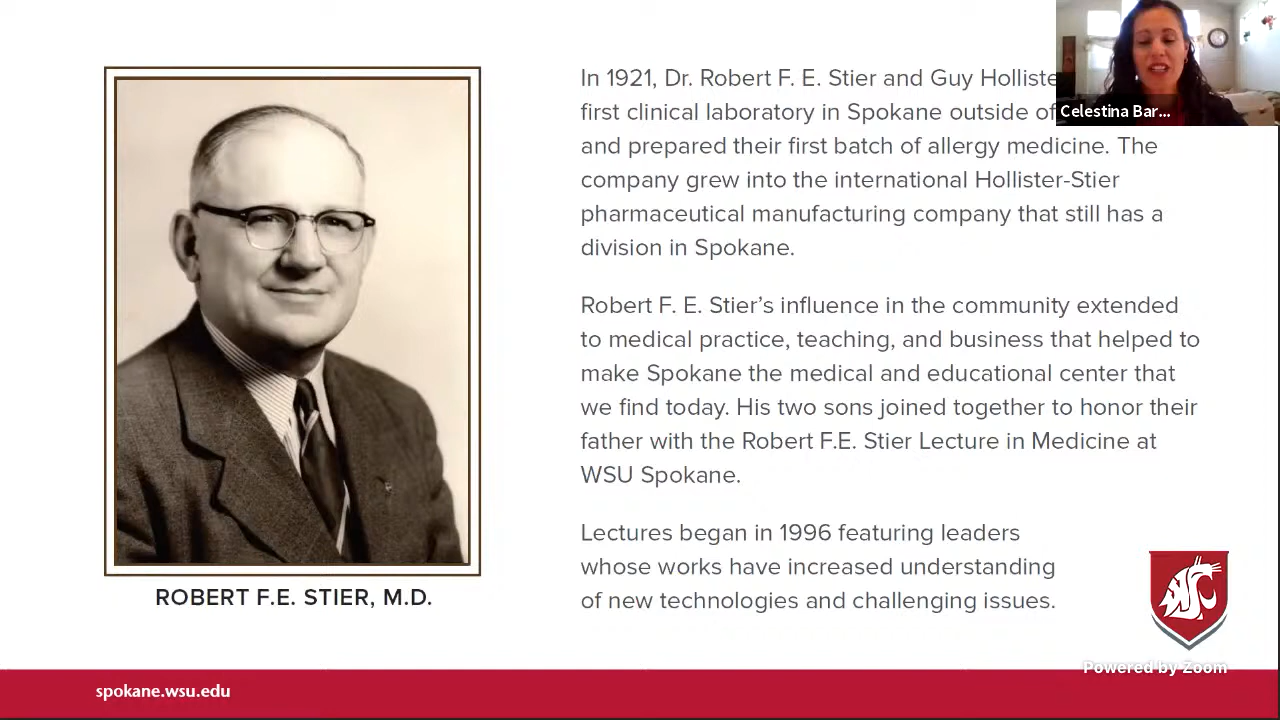 In 1921, Dr. Robert F. E. Stier and Guy Holliste
first clinical laboratory in Spokane outside of
and prepared their first batch of allergy medicine. The
company grew into the international Hollister-Stier
pharmaceutical manufacturing company that still has a
division in Spokane.
Robert F. E. Stier’s influence in the community extended
to medical practice, teaching, and business that helped to
make Spokane the medical and educational center that
we find today. His two sons joined together to honor their
father with the Robert F.E. Stier Lecture in Medicine at
WSU Spokane.
Lectures began in 1996 featuring leaders
whose works have increased understanding
of new technologies and challenging issues.
ROBERT F.E. STIER, M.D.
Celestina Bar...
WSU
Powered by Zoom
spokane.wsu.edu